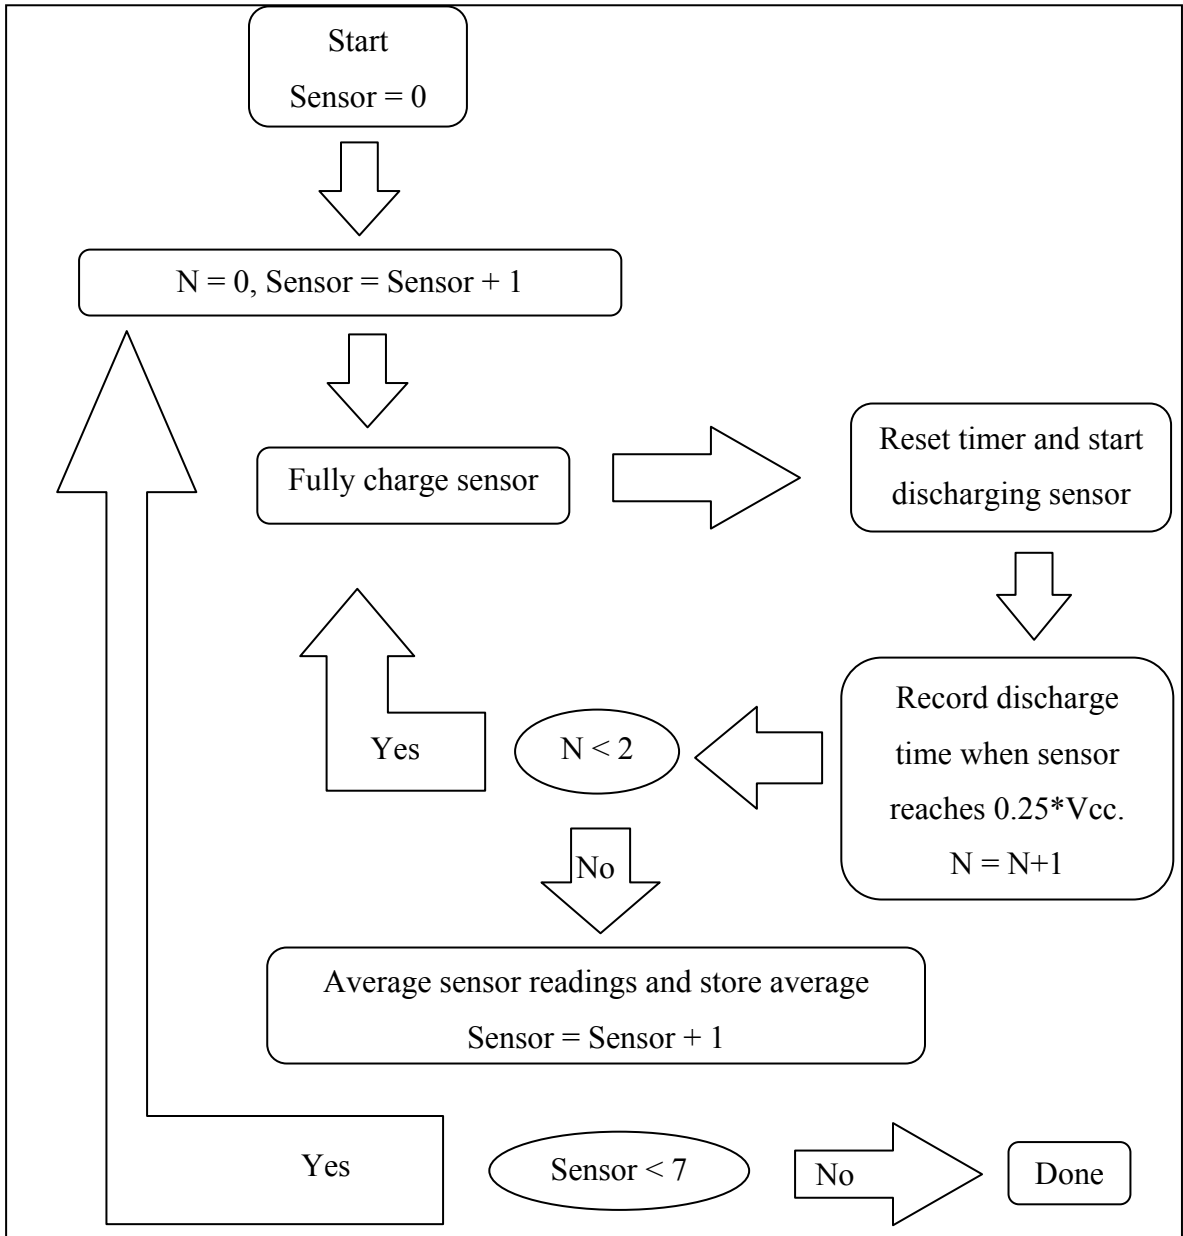 Start
Sensor = 0
N = 0, Sensor = Sensor + 1
Fully charge sensor
Reset timer and start
discharging sensor
Record discharge
time when sensor
reaches 0.25*Vcc.
N = N+1
N < 2
Yes
No
Average sensor readings and store average
Sensor = Sensor + 1
Sensor < 7
Yes
No
Done